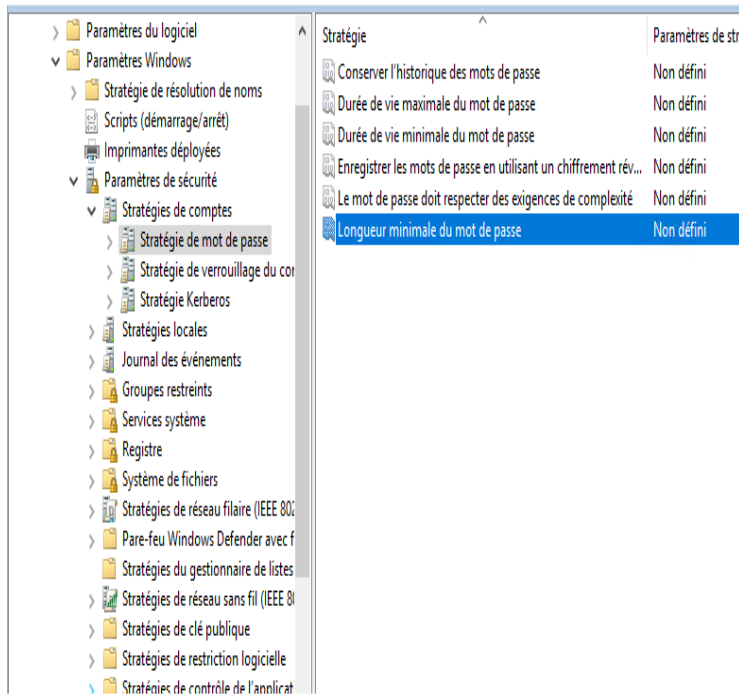 Paramètres du logiciel
Paramètres Windows
Stratégie de résolution de noms
Scripts (démarrage/arrêt)
Imprimantes déployées
Paramètres de sécurité
Stratégies de comptes
Stratégie de mot de passe
Stratégie de verrouillage du cor
Stratégie Kerberos
Stratégies locales
Journal des événements
Groupes restreints
Services système
Registre
Système de fichiers
Stratégies de réseau filaire (IEEE 802
Pare-feu Windows Defender avec f
Stratégies du gestionnaire de listes
Stratégies de réseau sans fil (IEEE 80
Stratégies de clé publique
Stratégies de restriction logicielle
Stratégies de contrôle de l'applicat
Stratégie Paramètres de str
Conserver l'historique des mots de passe Non défini
Durée de vie maximale du mot de passe Non défini
Durée de vie minimale du mot de passe Non défini
Enregistrer les mots de passe en utilisant un chiffrement rév... Non défini
Le mot de passe doit respecter des exigences de complexité Non défini
Longueur minimale du mot de passe Non défini